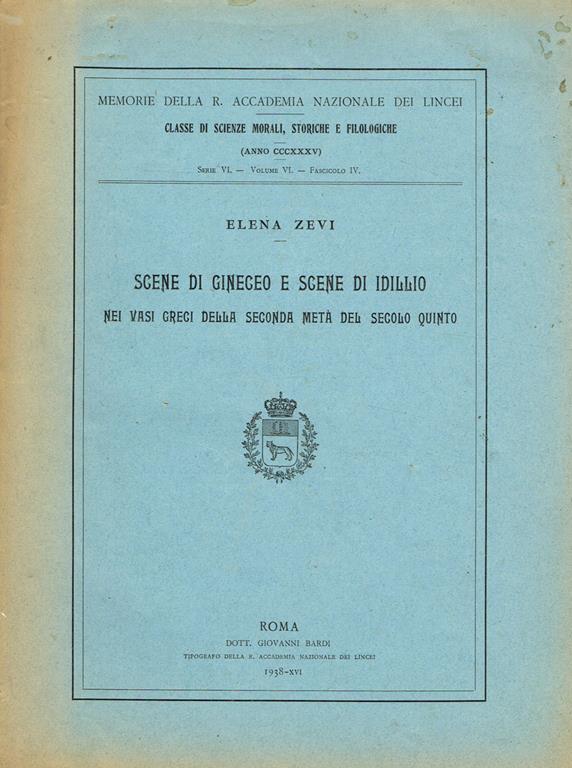 MEMORIE DELLA R. ACCADEMIA NAZIONALE DEI LINCEI
CLASSE DI SCIENZE MORALI, STORICHE E FILOLOGICHE
(ANNO CCCXXXV)
SERIE VI. — VOLUME VI. — FASCICOLO IV.
ELENA ZEVI
SCENE DI GINECEO E SCENE DI IDILLIO
NEI VASI GRECI DELLA SECONDA METÀ DEL SECOLO QUINTO
ROMA
DOTT. GIOVANNI BARDI
TIPOGRAFO DELLA R. ACCADEMIA NAZIONALE DEI LINCEI
1938-XVI